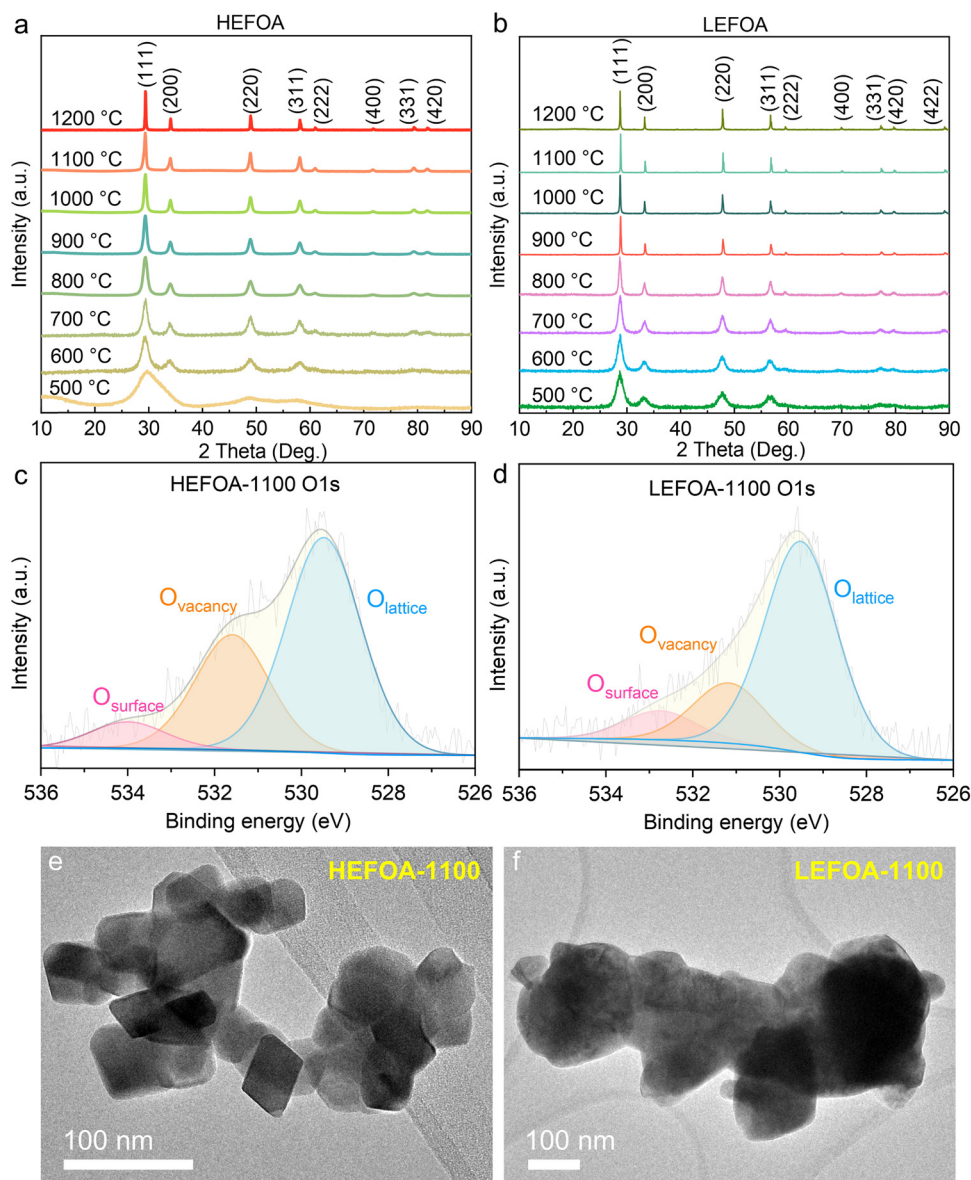 a
HEFOA
(111)
(200)
(220)
(311)
(222)
(400)
(331)
(420)
1200 °C
1100 °C
1000 °C
900 °C
800 °C
700 °C
600 °C
500 °C
Intensity (a.u.)
10 20 30 40 50 60 70 80 90
2 Theta (Deg.)
b
LEFOA
(111)
(200)
(220)
(311)
(222)
(400)
(331)
(420)
(422)
1200 °C
1100 °C
1000 °C
900 °C
800 °C
700 °C
600 °C
500 °C
Intensity (a.u.)
10 20 30 40 50 60 70 80 90
2 Theta (Deg.)
c
HEFOA-1100 O1s
Ovacancy
Olattice
Osurface
Intensity (a.u.)
536 534 532 530 528 526
Binding energy (eV)
d
LEFOA-1100 O1s
Olattice
Ovacancy
Osurface
Intensity (a.u.)
536 534 532 530 528 526
Binding energy (eV)
e
HEFOA-1100
100 nm
f
LEFOA-1100
100 nm